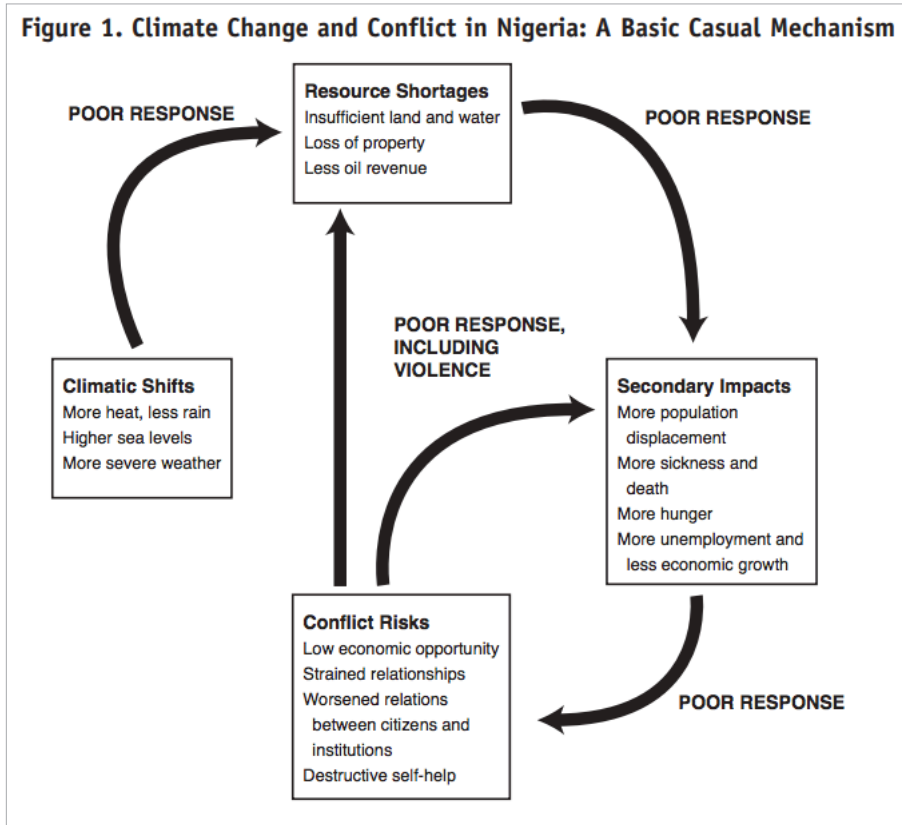 Figure 1. Climate Change and Conflict in Nigeria: A Basic Casual Mechanism
POOR RESPONSE
Resource Shortages
Insufficient land and water
Loss of property
Less oil revenue
POOR RESPONSE
POOR RESPONSE,
INCLUDING
VIOLENCE
Climatic Shifts
More heat, less rain
Higher sea levels
More severe weather
Secondary Impacts
More population
displacement
More sickness and
death
More hunger
More unemployment and
less economic growth
Conflict Risks
Low economic opportunity
Strained relationships
Worsened relations
between citizens and
institutions
Destructive self-help
POOR RESPONSE